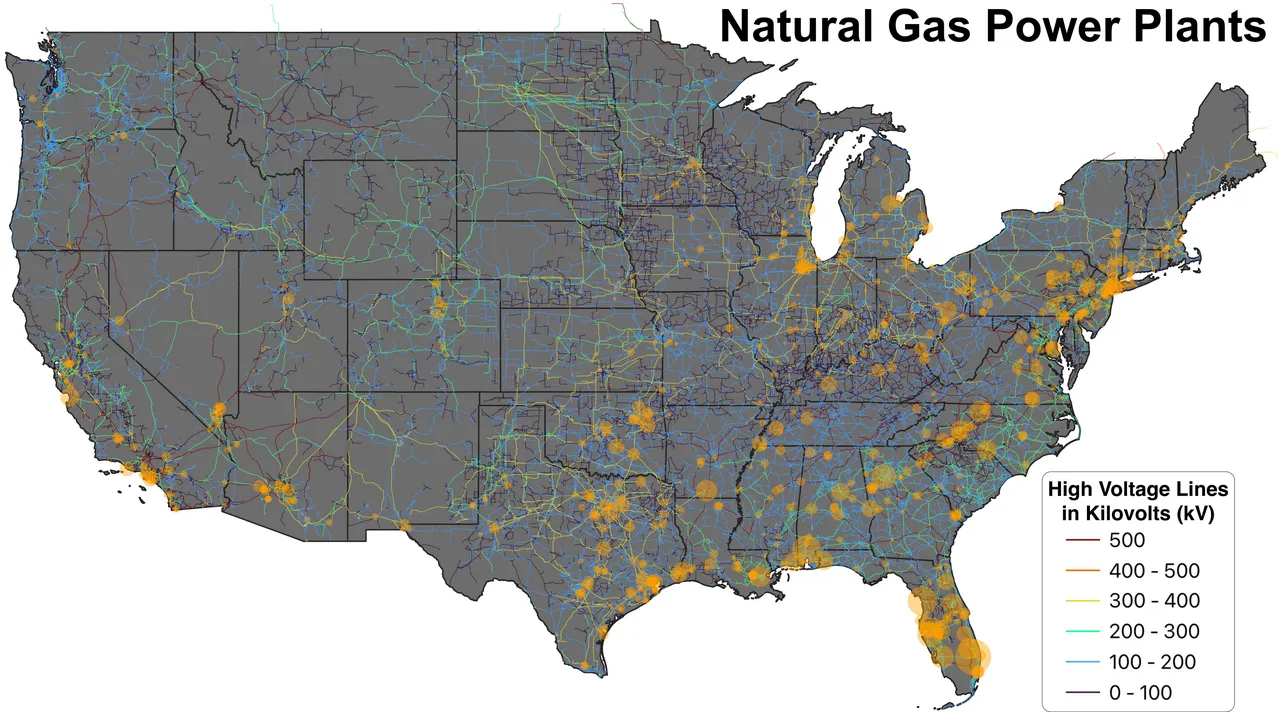 Natural Gas Power Plants
High Voltage Lines
in Kilovolts (kV)
500
400 - 500
300 - 400
200 - 300
100 - 200
0 - 100